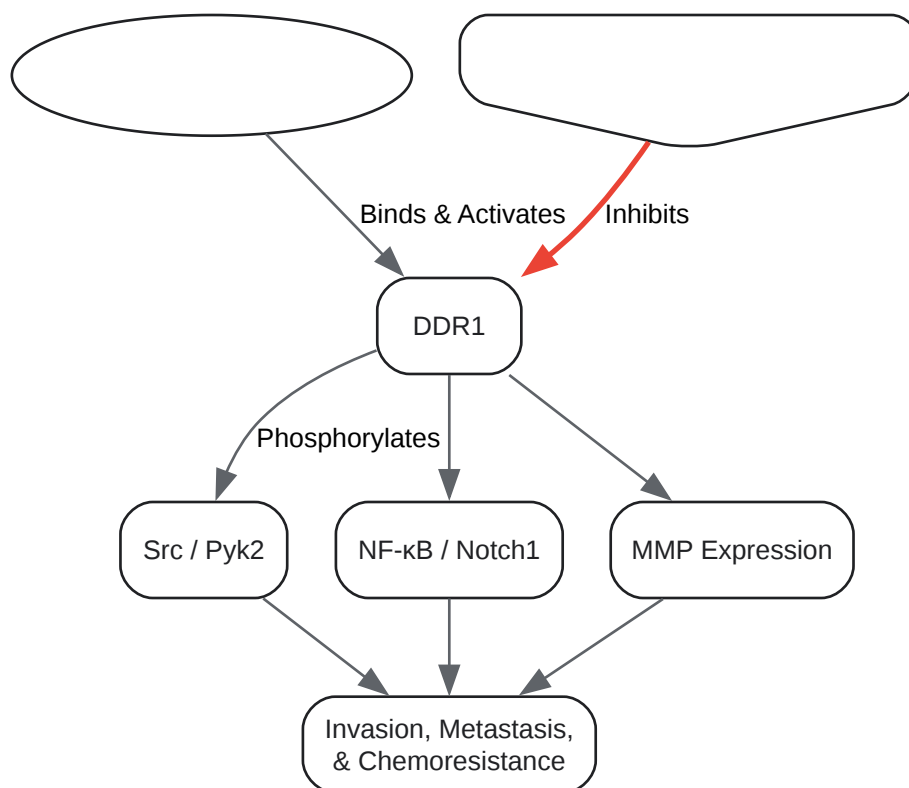 Binds & Activates
Inhibits
DDR1
Phosphorylates
Src / Pyk2
NF-κB / Notch1
MMP Expression
Invasion, Metastasis,
& Chemoresistance